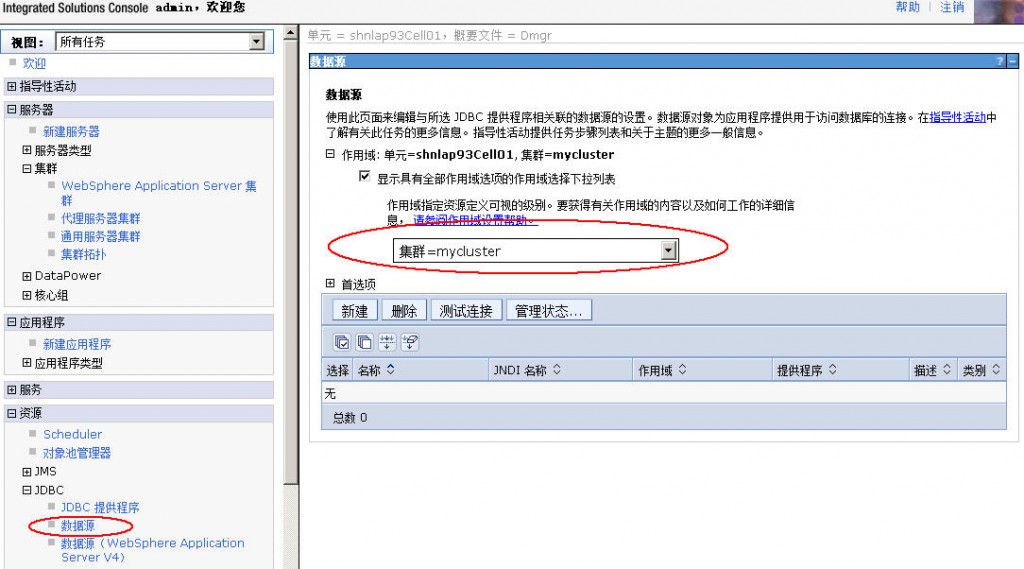 Integrated Solutions Console admin，欢迎您
帮助 | 注销
视图： 所有任务
欢迎
指导性活动
服务器
新建服务器
服务器类型
集群
WebSphere Application Server 集
群
代理服务器集群
通用服务器集群
集群拓扑
DataPower
核心组
应用程序
新建应用程序
应用程序类型
服务
资源
Scheduler
对象池管理器
JMS
JDBC
JDBC 提供程序
数据源
数据源（WebSphere Application
Server V4）
单元 = shnlap93Cell01，概要文件 = Dmgr
数据源 ? −
数据源
使用此页面来编辑与所选 JDBC 提供程序相关联的数据源的设置。数据源对象为应用程序提供用于访问数据库的连接。在指导性活动中
了解有关此任务的更多信息。指导性活动提供任务步骤列表和关于主题的更多一般信息。
作用域: 单元=shnlap93Cell01, 集群=mycluster
显示具有全部作用域选项的作用域选择下拉列表
作用域指定资源定义可视的级别。要获得有关作用域的内容以及如何工作的详细信
息， 请参阅作用域设置帮助。
集群=mycluster
首选项
新建 删除 测试连接 管理状态...
选择 名称 JNDI 名称 作用域 提供程序 描述 类别
无
总数 0